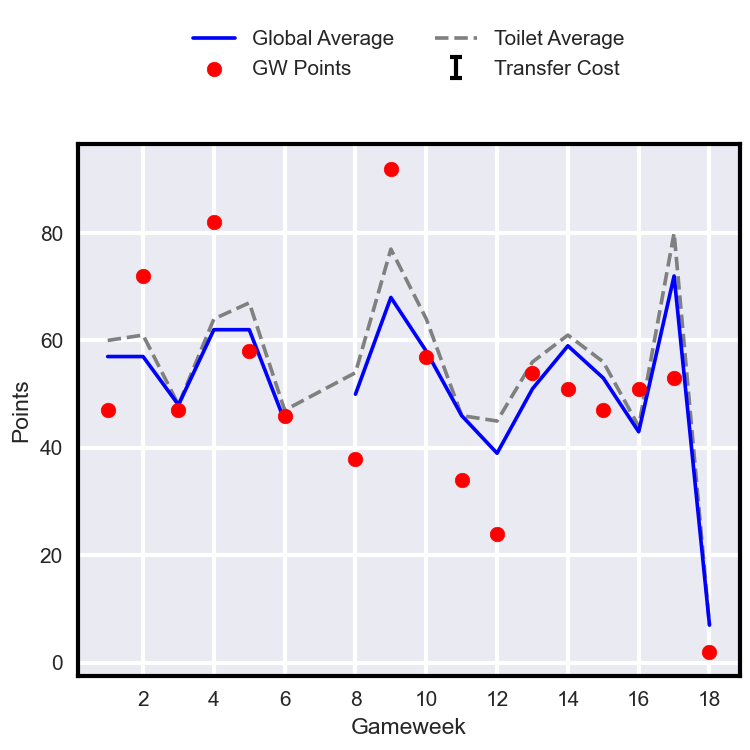 Global Average
Toilet Average
GW Points
Transfer Cost
80
60
40
20
0
Points
2 4 6 8 10 12 14 16 18
Gameweek